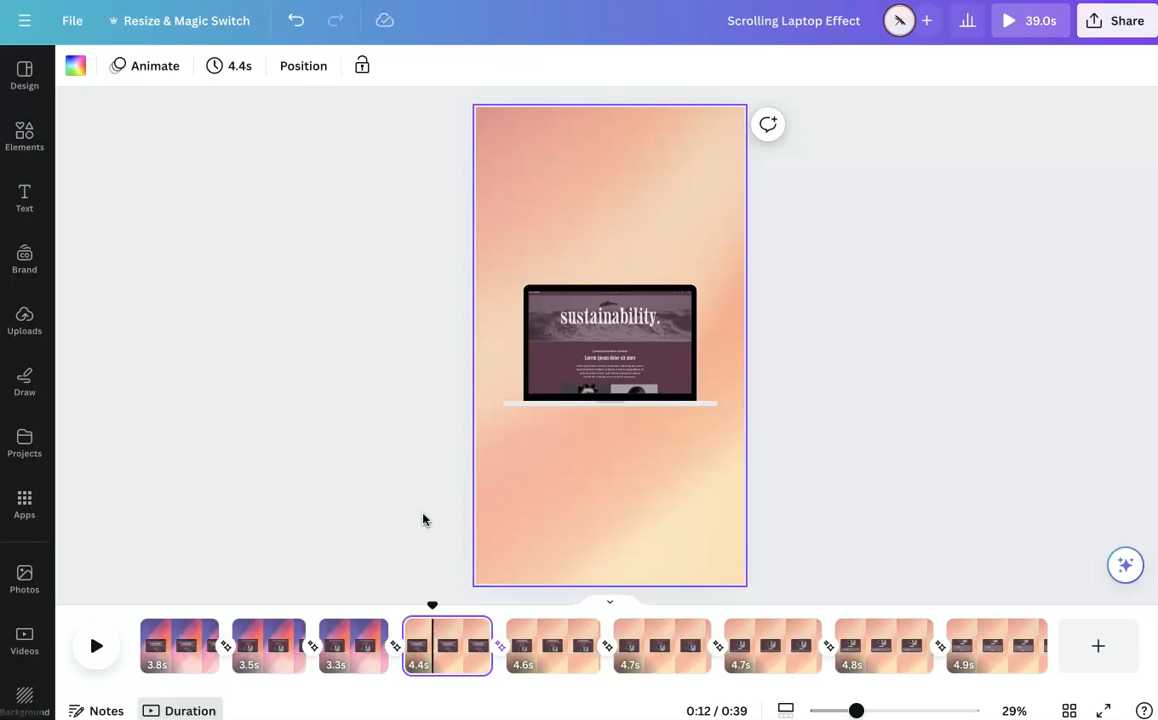 File
Resize & Magic Switch
Scrolling Laptop Effect
39.0s
Share
Animate
4.4s
Position
Design
Elements
Text
Brand
Uploads
Draw
Projects
Apps
Photos
Videos
Background
sustainability.
Lorem ipsum dolor sit amet
3.8s
3.5s
3.3s
4.4s
4.6s
4.7s
4.7s
4.8s
4.9s
Notes
Duration
0:12 / 0:39
29%